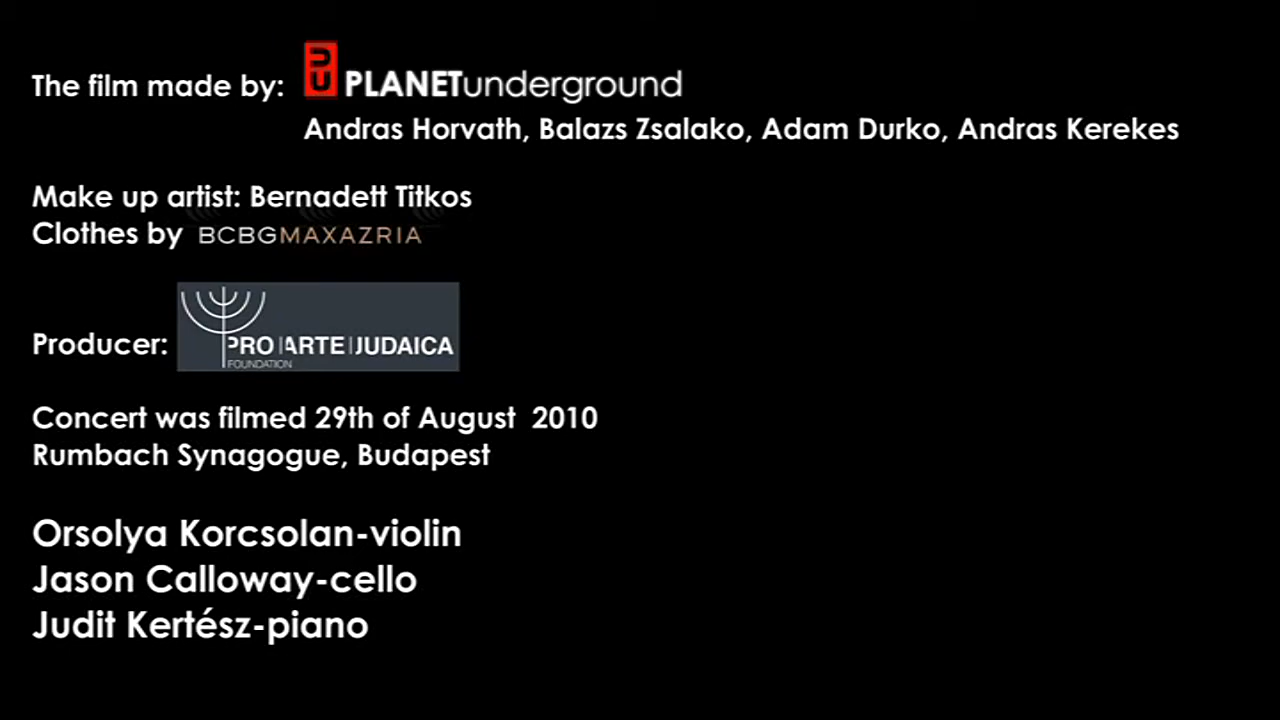 The film made by: PU PLANETunderground
Andras Horvath, Balazs Zsalako, Adam Durko, Andras Kerekes
Make up artist: Bernadett Titkos
Clothes by BCBGMAXAZRIA
Producer: PRO|ARTE|JUDAICA
FOUNDATION
Concert was filmed 29th of August 2010
Rumbach Synagogue, Budapest
Orsolya Korcsolan-violin
Jason Calloway-cello
Judit Kertész-piano